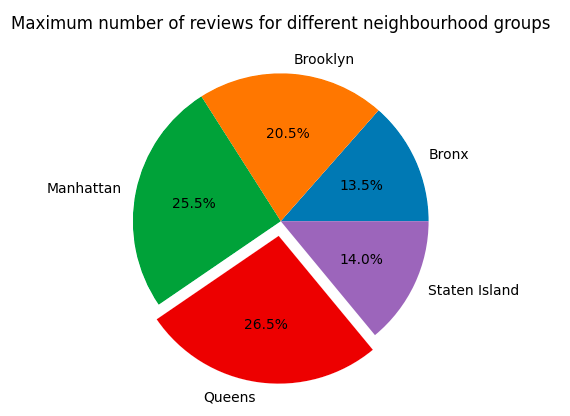 Maximum number of reviews for different neighbourhood groups
Brooklyn
20.5%
Bronx
13.5%
Manhattan
25.5%
14.0%
Staten Island
26.5%
Queens